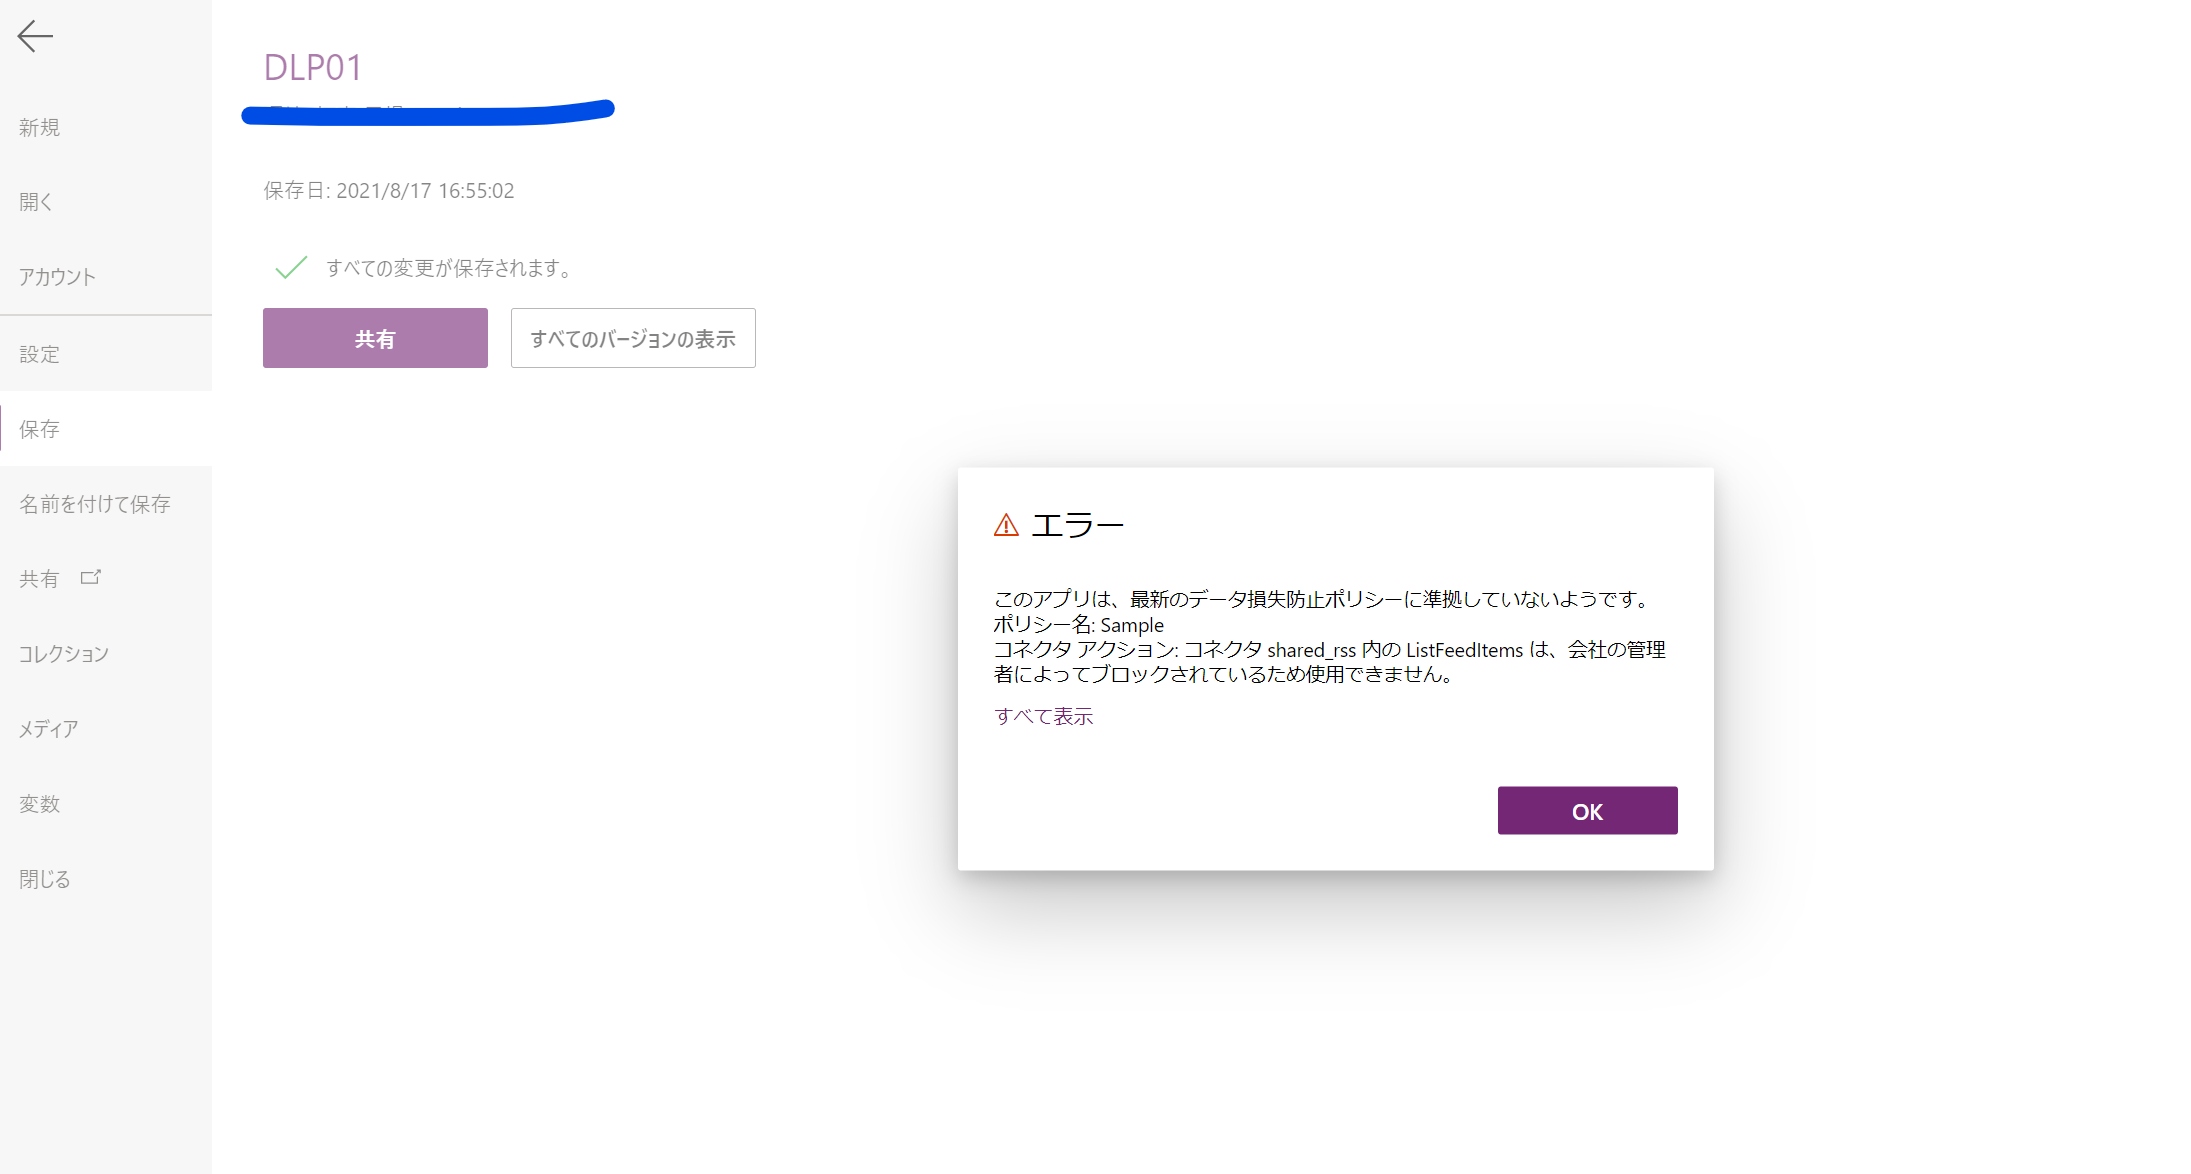 DLP01
新規
開く
アカウント
設定
保存
名前を付けて保存
共有
コレクション
メディア
変数
閉じる
保存日: 2021/8/17 16:55:02
すべての変更が保存されます。
共有
すべてのバージョンの表示
エラー
このアプリは、最新のデータ損失防止ポリシーに準拠していないようです。
ポリシー名: Sample
コネクタ アクション: コネクタ shared_rss 内の ListFeedItems は、会社の管理
者によってブロックされているため使用できません。
すべて表示
OK